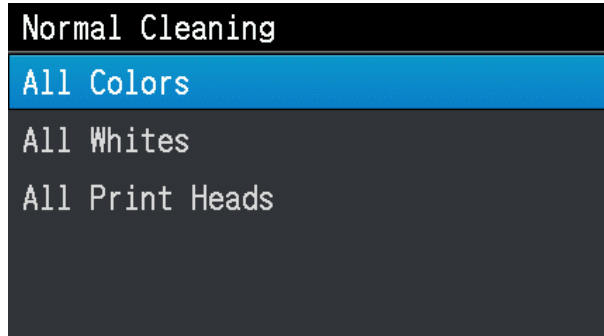 Normal Cleaning
All Colors
All Whites
All Print Heads